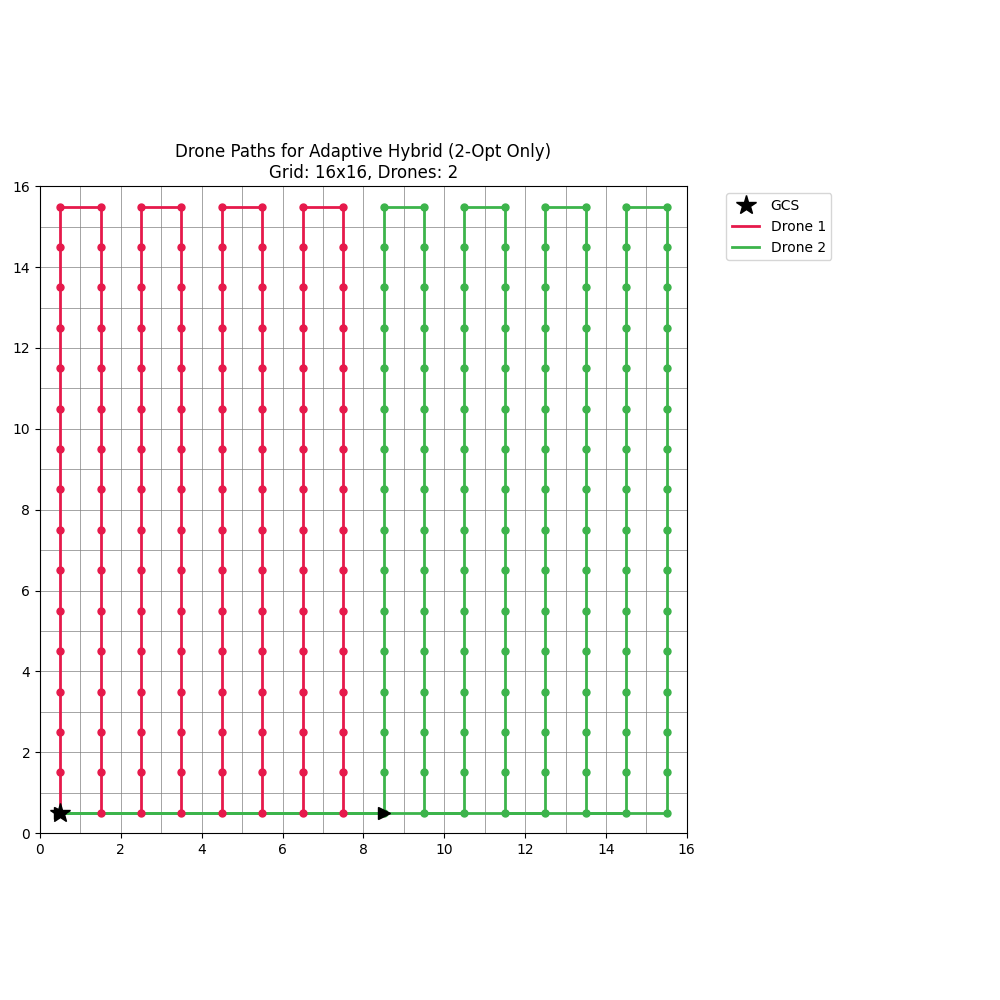 Drone Paths for Adaptive Hybrid (2-Opt Only)
Grid: 16x16, Drones: 2
16
14
12
10
8
6
4
2
0
0 2 4 6 8 10 12 14 16
GCS
Drone 1
Drone 2